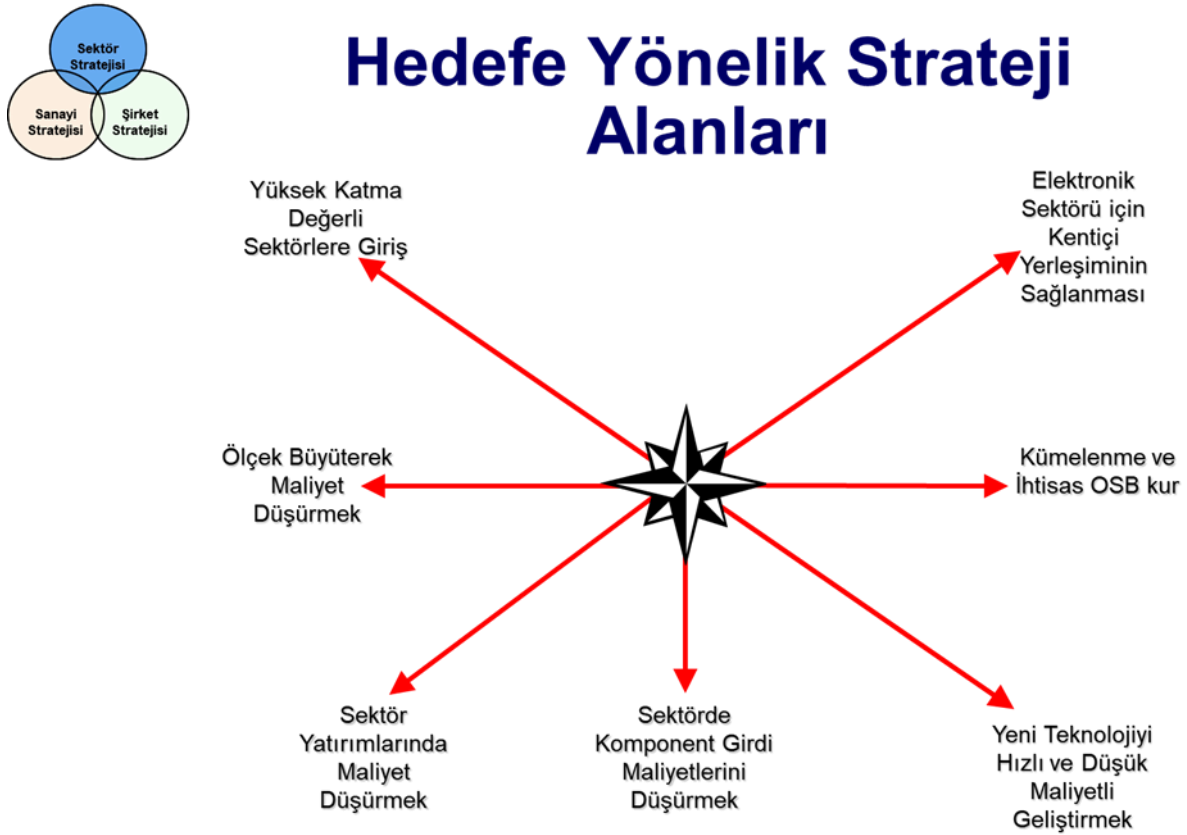 Sektör
Stratejisi
Sanayi
Stratejisi
Şirket
Stratejisi
Hedefe Yönelik Strateji
Alanları
Yüksek Katma
Değerli
Sektörlere Giriş
Elektronik
Sektörü için
Kentiçi
Yerleşiminin
Sağlanması
Ölçek Büyüterek
Maliyet
Düşürmek
Kümelenme ve
İhtisas OSB kur
Sektör
Yatırımlarında
Maliyet
Düşürmek
Sektörde
Komponent Girdi
Maliyetlerini
Düşürmek
Yeni Teknolojiyi
Hızlı ve Düşük
Maliyetli
Geliştirmek